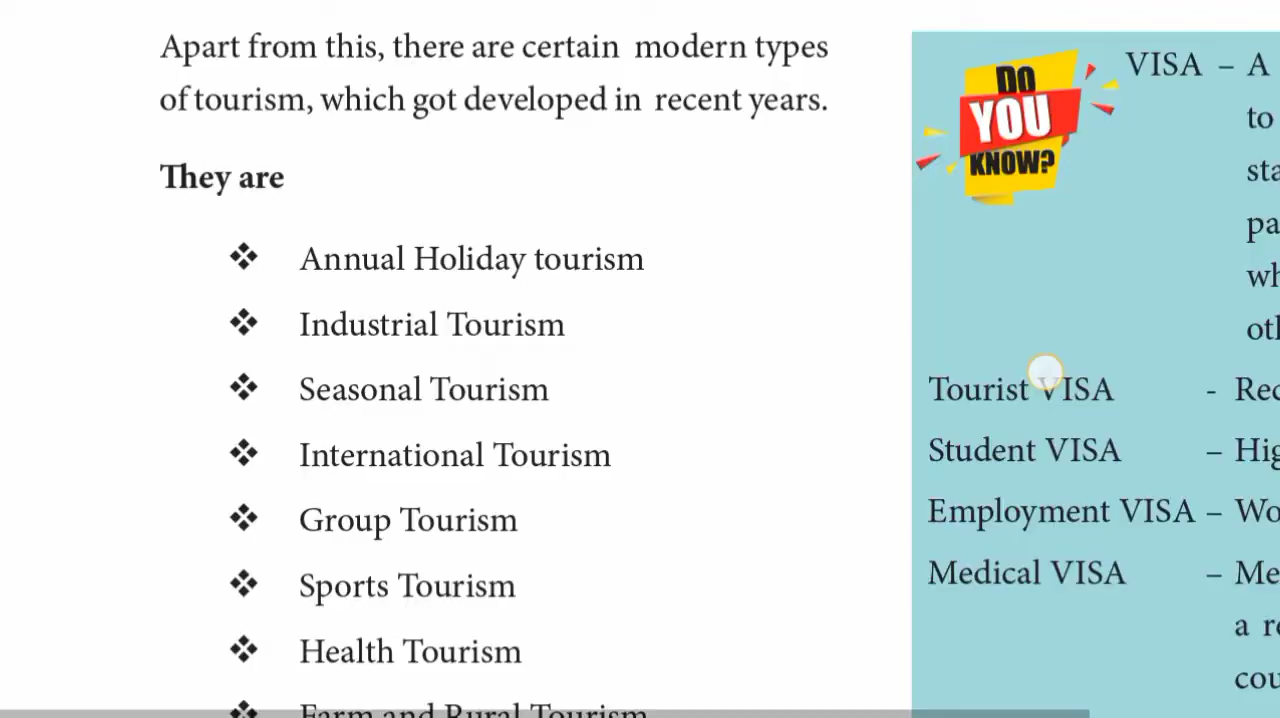 Apart from this, there are certain modern types
of tourism, which got developed in recent years.
They are
❖ Annual Holiday tourism
❖ Industrial Tourism
❖ Seasonal Tourism
❖ International Tourism
❖ Group Tourism
❖ Sports Tourism
❖ Health Tourism
❖ Farm and Rural Tourism
DO
YOU
KNOW?
VISA – A
to
Tourist VISA -
Student VISA –
Employment VISA –
Medical VISA –
a